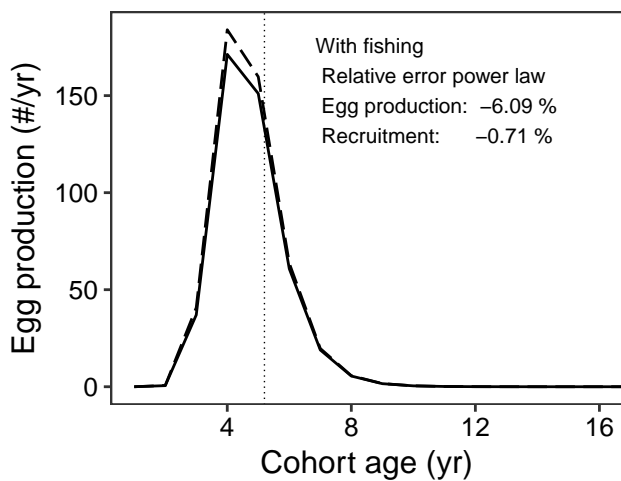 With fishing
Relative error power law
Egg production: −6.09 %
Recruitment: −0.71 %
Egg production (#/yr)
150
100
50
0
4 8 12 16
Cohort age (yr)